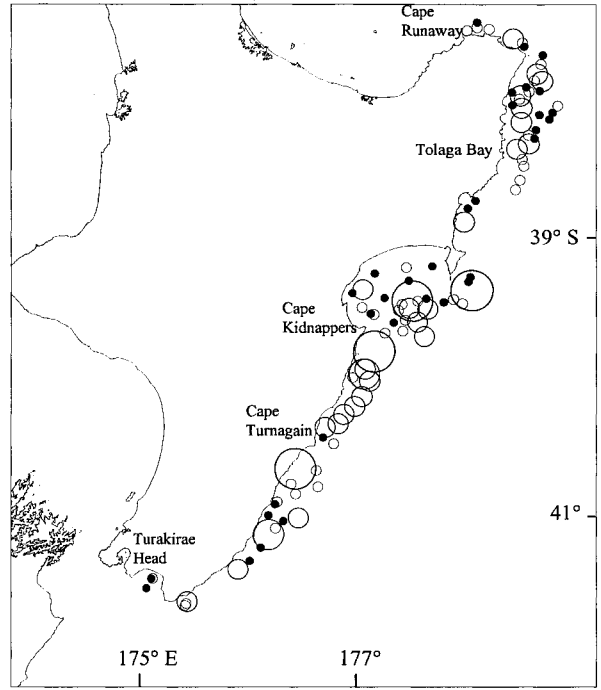 Cape
Runaway
Tolaga Bay
39° S
Cape
Kidnappers
Cape
Turnagain
41°
Turakirae
Head
175° E
177°